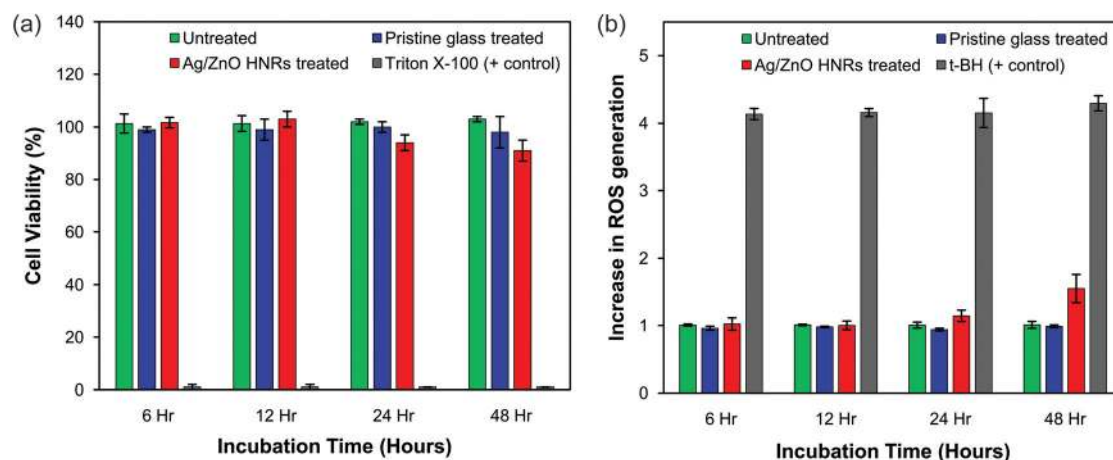 (a)
Untreated
Pristine glass treated
Ag/ZnO HNRs treated
Triton X-100 (+ control)
Cell Viability (%)
140
120
100
80
60
40
20
0
6 Hr
12 Hr
24 Hr
48 Hr
Incubation Time (Hours)
(b)
Untreated
Pristine glass treated
Ag/ZnO HNRs treated
t-BH (+ control)
Increase in ROS generation
5
4
3
2
1
0
6 Hr
12 Hr
24 Hr
48 Hr
Incubation Time (Hours)